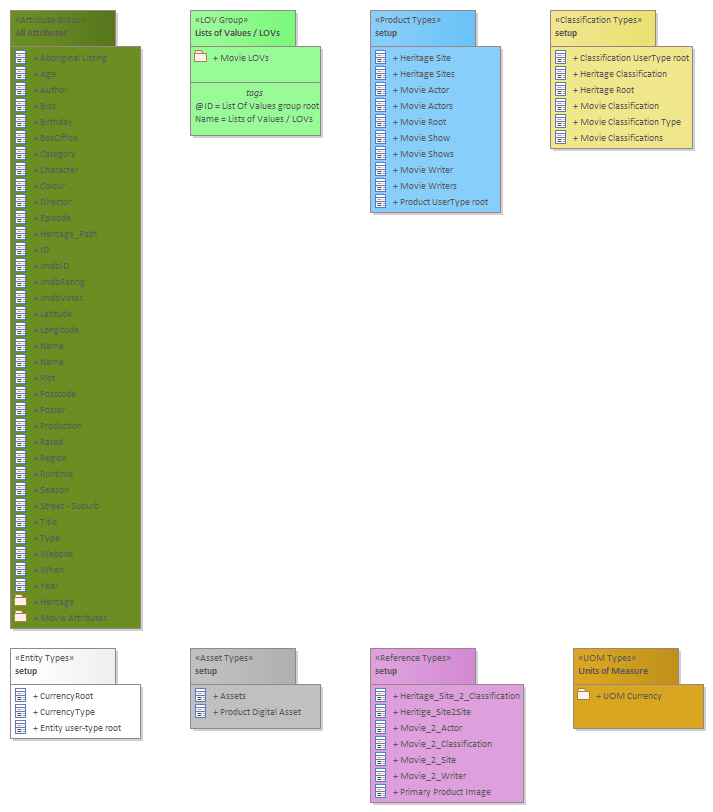 «Attribute Group»
All Attributes
+ Aboriginal Listing
+ Age
+ Author
+ Bios
+ Birthday
+ BoxOffice
+ Category
+ Character
+ Colour
+ Director
+ Episode
+ Heritage_Path
+ ID
+ imdbID
+ imdbRating
+ imdbVotes
+ Latitude
+ Longitude
+ Name
+ Name
+ Plot
+ Postcode
+ Poster
+ Production
+ Rated
+ Region
+ Runtime
+ Season
+ Street - Suburb
+ Title
+ Type
+ Website
+ When
+ Year
+ Heritage
+ Movie Attributes
«LOV Group»
Lists of Values / LOVs
+ Movie LOVs
tags
@ID = List Of Values group root
Name = Lists of Values / LOVs
«Product Types»
setup
+ Heritage Site
+ Heritage Sites
+ Movie Actor
+ Movie Actors
+ Movie Root
+ Movie Show
+ Movie Shows
+ Movie Writer
+ Movie Writers
+ Product UserType root
«Classification Types»
setup
+ Classification UserType root
+ Heritage Classification
+ Heritage Root
+ Movie Classification
+ Movie Classification Type
+ Movie Classifications
«Entity Types»
setup
+ CurrencyRoot
+ CurrencyType
+ Entity user-type root
«Asset Types»
setup
+ Assets
+ Product Digital Asset
«Reference Types»
setup
+ Heritage_Site_2_Classification
+ Heritige_Site2Site
+ Movie_2_Actor
+ Movie_2_Classification
+ Movie_2_Site
+ Movie_2_Writer
+ Primary Product Image
«UOM Types»
Units of Measure
+ UOM Currency